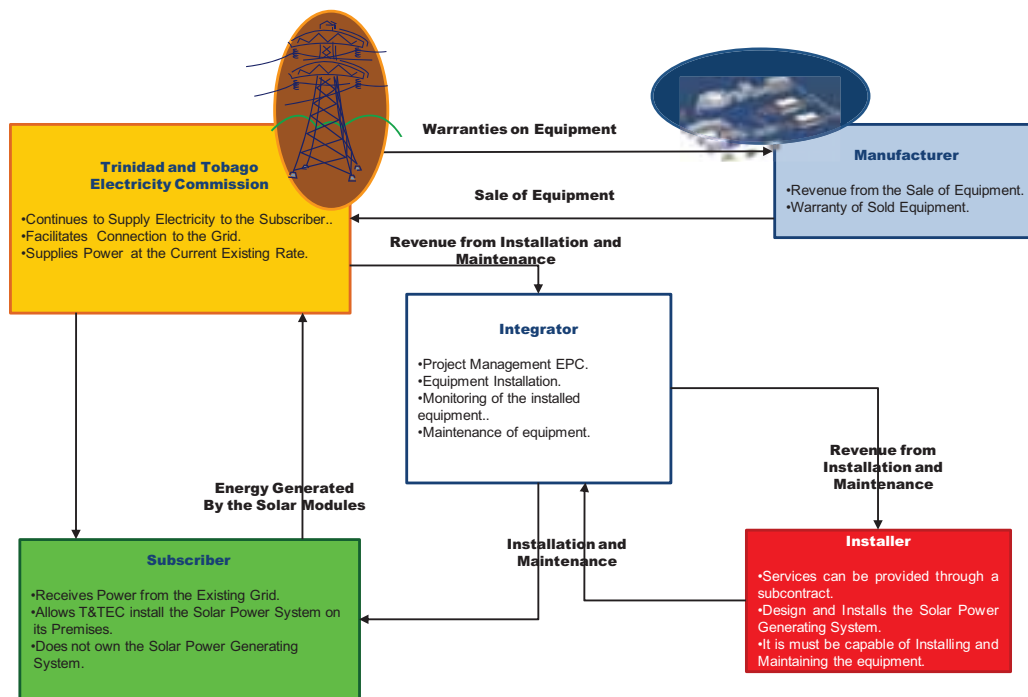 Warranties on Equipment
Trinidad and Tobago
Electricity Commission
•Continues to Supply Electricity to the Subscriber..
•Facilitates Connection to the Grid.
•Supplies Power at the Current Existing Rate.
Manufacturer
•Revenue from the Sale of Equipment.
•Warranty of Sold Equipment.
Sale of Equipment
Revenue from Installation and
Maintenance
Integrator
•Project Management EPC.
•Equipment Installation.
•Monitoring of the installed
equipment..
•Maintenance of equipment.
Revenue from
Installation and
Maintenance
Energy Generated
By the Solar Modules
Installation and
Maintenance
Subscriber
•Receives Power from the Existing Grid.
•Allows T&TEC install the Solar Power System on
its Premises.
•Does not own the Solar Power Generating
System.
Installer
•Services can be provided through a
subcontract.
•Design and Installs the Solar Power
Generating System.
•It is must be capable of Installing and
Maintaining the equipment.